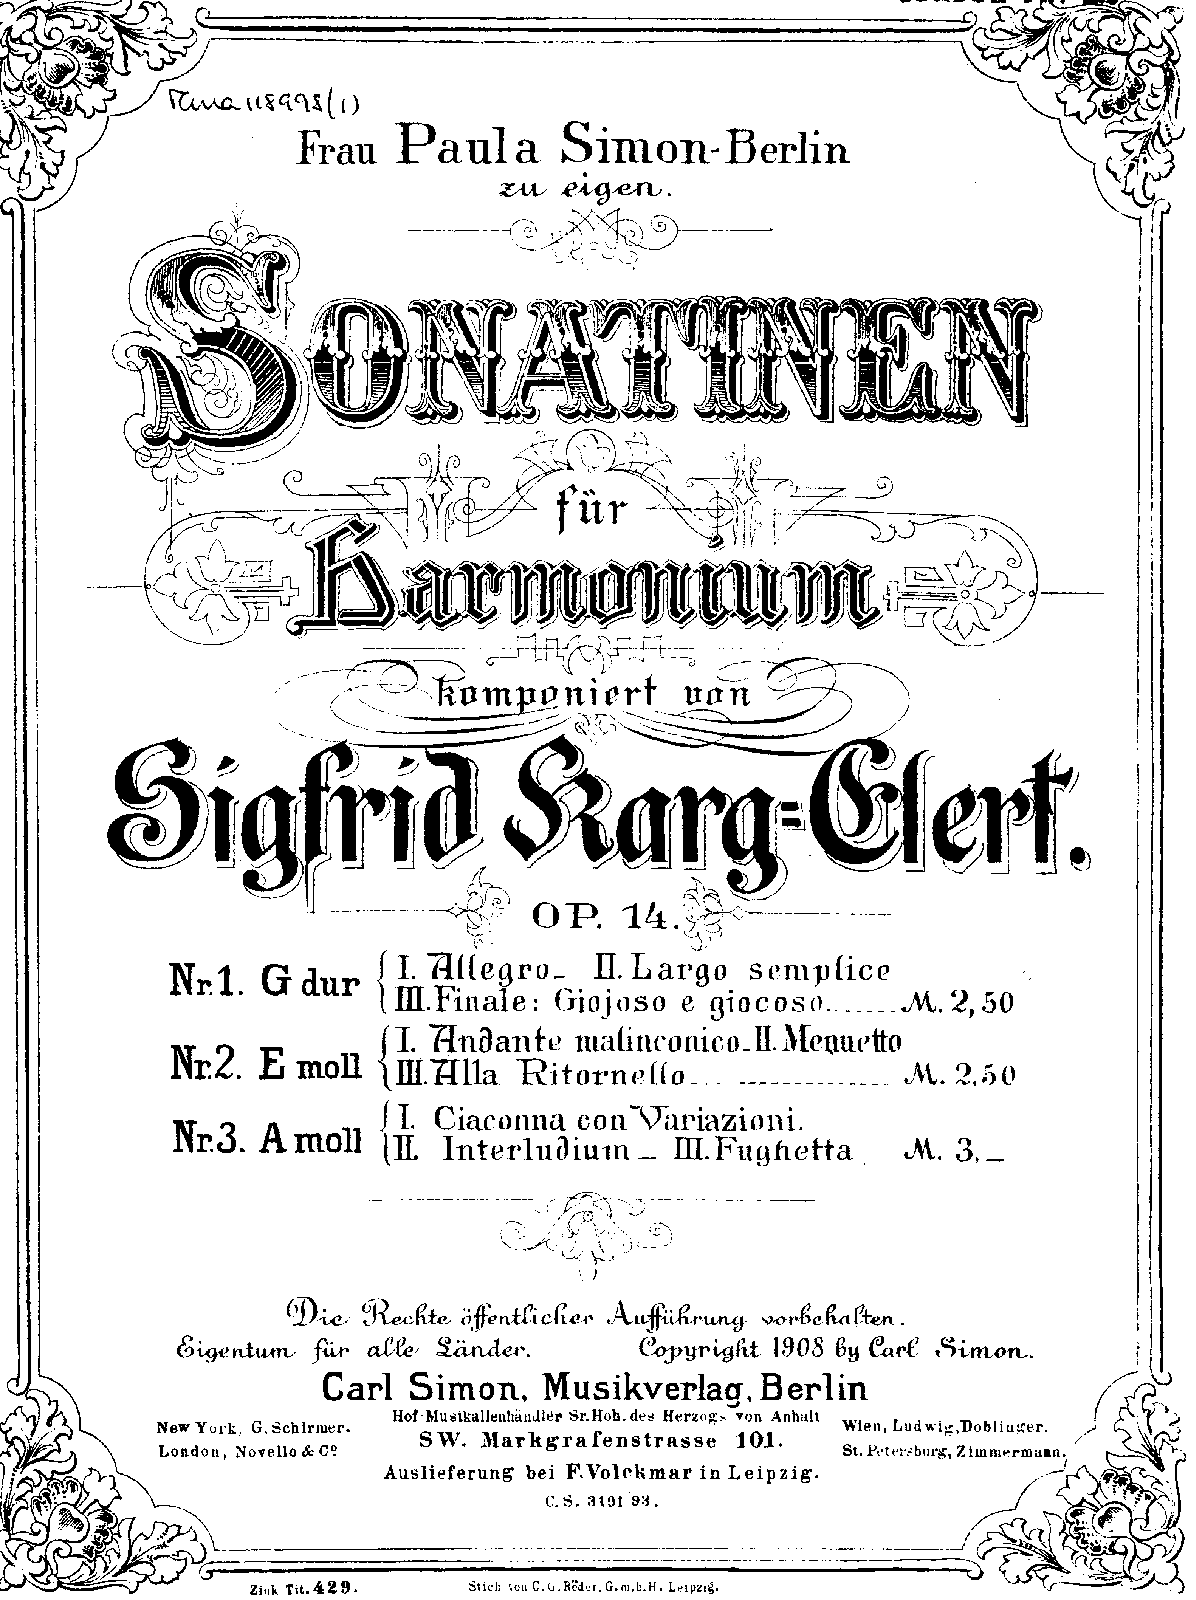 118998(1)
Frau Paula Simon-Berlin
zu eigen.
SONATINEN
für
Harmonium
komponiert von
Sigfrid Karg=Elert.
OP. 14.
Nr.1. G dur { I. Allegro_ II. Largo semplice
III. Finale: Giojoso e giocoso........ M. 2,50
Nr.2. E moll { I. Andante malinconico_II. Menuetto
III. Alla Ritornello... ................ M. 2,50
Nr.3. A moll { I. Ciaconna con Variazioni.
II. Interludium _ III. Fughetta M. 3._
Die Rechte öffentlicher Aufführung vorbehalten.
Eigentum für alle Länder. Copyright 1908 by Carl Simon.
Carl Simon, Musikverlag, Berlin
Hof-Musikalienhändler Sr. Hoh. des Herzogs von Anhalt
New York, G. Schirmer. SW. Markgrafenstrasse 101. Wien, Ludwig, Doblinger.
London, Novello & Cº St. Petersburg, Zimmermann.
Auslieferung bei F. Volckmar in Leipzig.
C. S. 3191 93.
Zink Tit. 429. Stich von C. G. Röder, G. m. b. H. Leipzig.